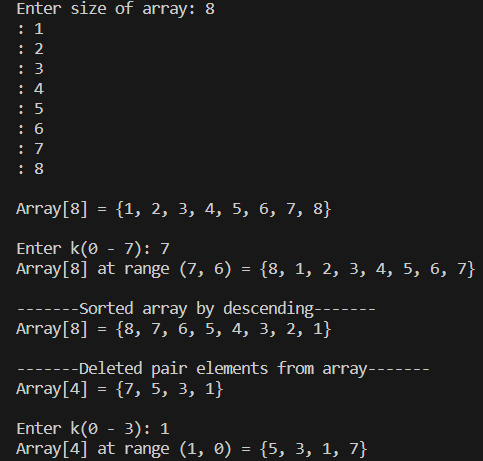 Enter size of array: 8
: 1
: 2
: 3
: 4
: 5
: 6
: 7
: 8
Array[8] = {1, 2, 3, 4, 5, 6, 7, 8}
Enter k(0 - 7): 7
Array[8] at range (7, 6) = {8, 1, 2, 3, 4, 5, 6, 7}
-------Sorted array by descending-------
Array[8] = {8, 7, 6, 5, 4, 3, 2, 1}
-------Deleted pair elements from array-------
Array[4] = {7, 5, 3, 1}
Enter k(0 - 3): 1
Array[4] at range (1, 0) = {5, 3, 1, 7}